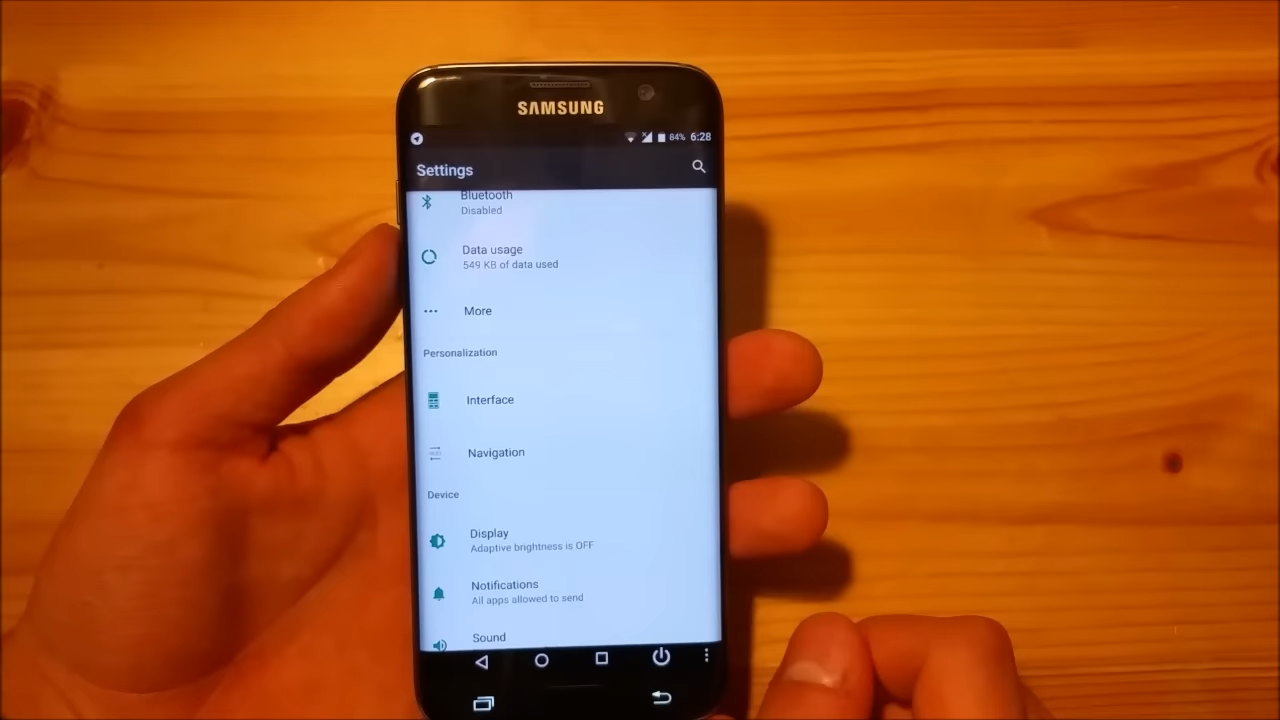 SAMSUNG
84% 6:28
Settings
Bluetooth
Disabled
Data usage
549 KB of data used
More
Personalization
Interface
Navigation
Device
Display
Adaptive brightness is OFF
Notifications
All apps allowed to send
Sound